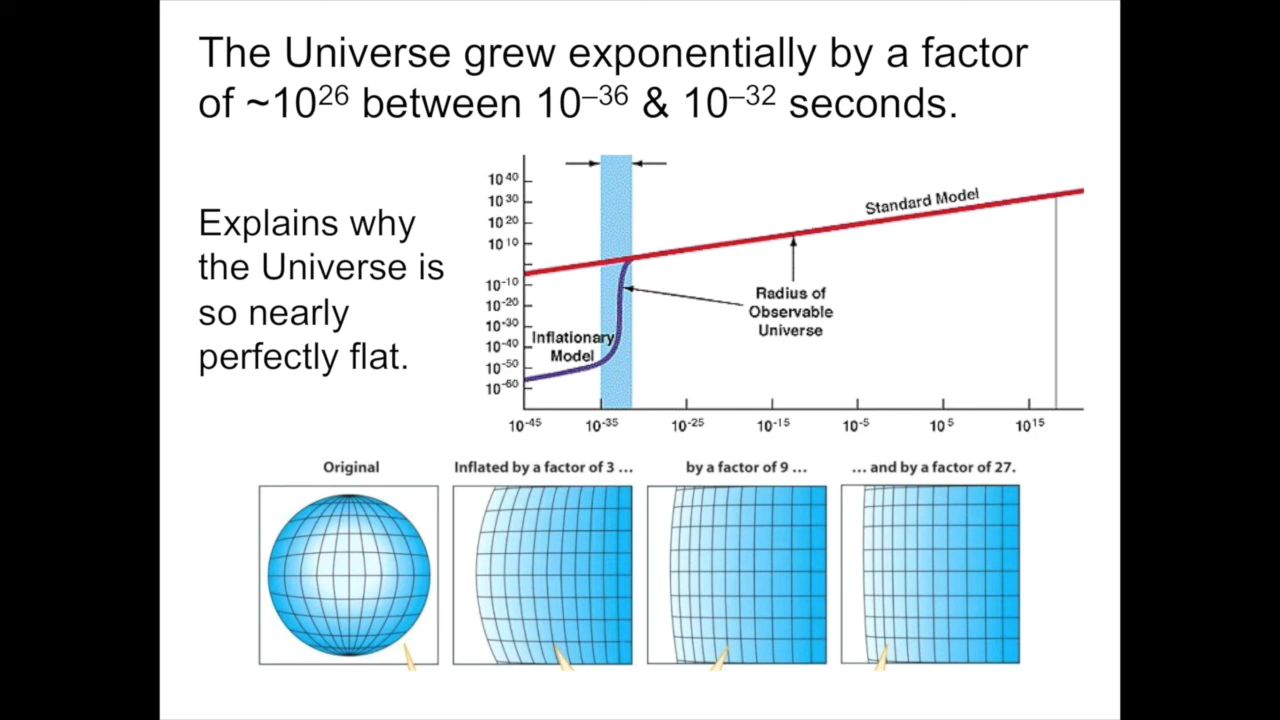 The Universe grew exponentially by a factor
of ~10²⁶ between 10⁻³⁶ & 10⁻³² seconds.
Explains why
the Universe is
so nearly
perfectly flat.
10⁴⁰
10³⁰
10²⁰
10¹⁰
10⁻¹⁰
10⁻²⁰
10⁻³⁰
10⁻⁴⁰
10⁻⁵⁰
10⁻⁶⁰
Standard Model
Radius of
Observable
Universe
Inflationary
Model
10⁻⁴⁵ 10⁻³⁵ 10⁻²⁵ 10⁻¹⁵ 10⁻⁵ 10⁵ 10¹⁵
Original
Inflated by a factor of 3 ...
by a factor of 9 ...
... and by a factor of 27.